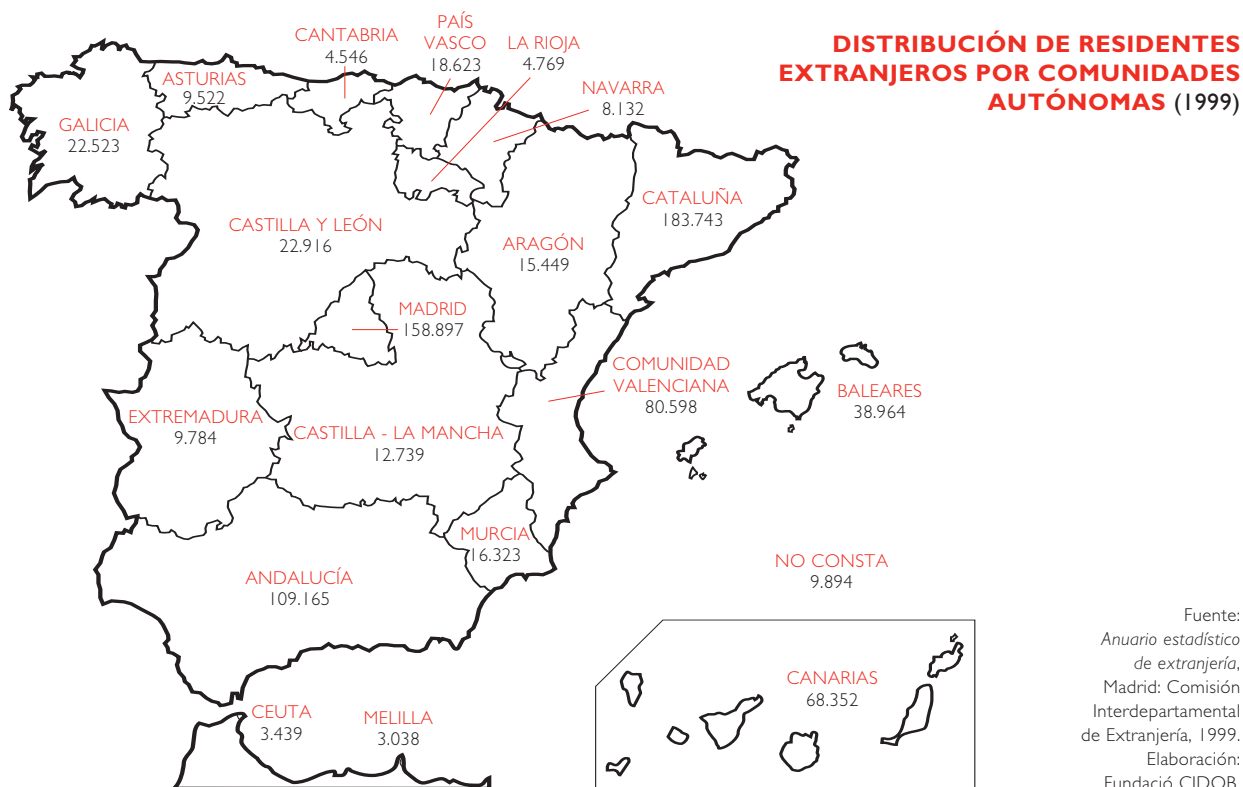 DISTRIBUCIÓN DE RESIDENTES
EXTRANJEROS POR COMUNIDADES
AUTÓNOMAS (1999)
PAÍS
VASCO
18.623
CANTABRIA
4.546
LA RIOJA
4.769
ASTURIAS
9.522
NAVARRA
8.132
GALICIA
22.523
CATALUÑA
183.743
CASTILLA Y LEÓN
22.916
ARAGÓN
15.449
MADRID
158.897
COMUNIDAD
VALENCIANA
80.598
BALEARES
38.964
EXTREMADURA
9.784
CASTILLA - LA MANCHA
12.739
MURCIA
16.323
NO CONSTA
9.894
ANDALUCÍA
109.165
CANARIAS
68.352
CEUTA
3.439
MELILLA
3.038
Fuente:
Anuario estadístico
de extranjería,
Madrid: Comisión
Interdepartamental
de Extranjería, 1999.
Elaboración:
Fundació CIDOB.